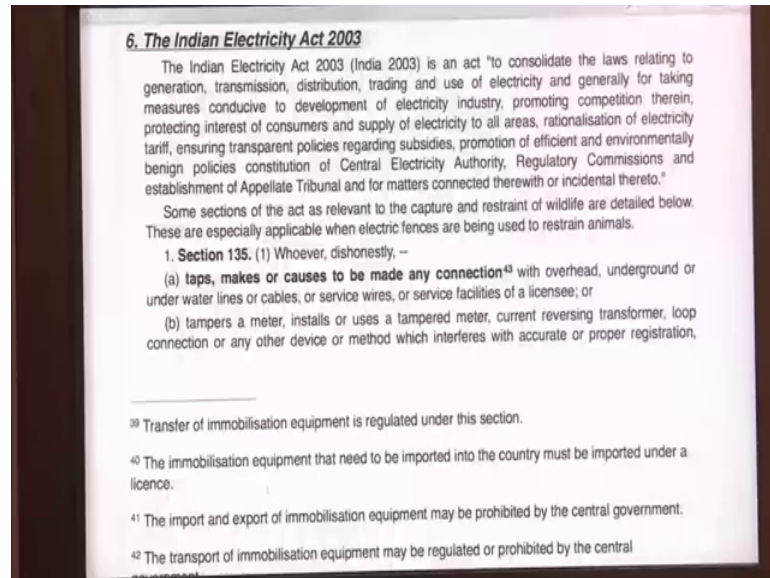 6. The Indian Electricity Act 2003
The Indian Electricity Act 2003 (India 2003) is an act "to consolidate the laws relating to
generation, transmission, distribution, trading and use of electricity and generally for taking
measures conducive to development of electricity industry, promoting competition therein,
protecting interest of consumers and supply of electricity to all areas, rationalisation of electricity
tariff, ensuring transparent policies regarding subsidies, promotion of efficient and environmentally
benign policies constitution of Central Electricity Authority, Regulatory Commissions and
establishment of Appellate Tribunal and for matters connected therewith or incidental thereto."
Some sections of the act as relevant to the capture and restraint of wildlife are detailed below.
These are especially applicable when electric fences are being used to restrain animals.
1. Section 135. (1) Whoever, dishonestly, --
(a) taps, makes or causes to be made any connection⁴³ with overhead, underground or
under water lines or cables, or service wires, or service facilities of a licensee; or
(b) tampers a meter, installs or uses a tampered meter, current reversing transformer, loop
connection or any other device or method which interferes with accurate or proper registration,
³⁹ Transfer of immobilisation equipment is regulated under this section.
⁴⁰ The immobilisation equipment that need to be imported into the country must be imported under a
licence.
⁴¹ The import and export of immobilisation equipment may be prohibited by the central government.
⁴² The transport of immobilisation equipment may be regulated or prohibited by the central